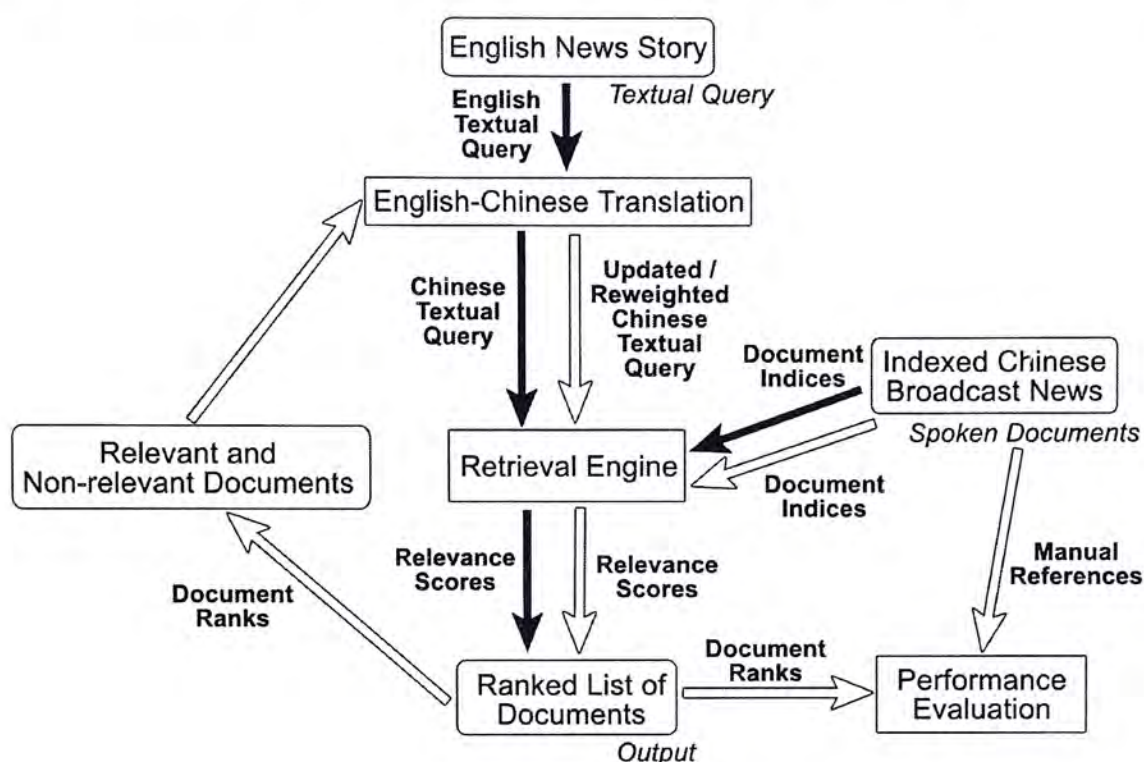 English News Story
Textual Query
English
Textual
Query
English-Chinese Translation
Chinese
Textual
Query
Updated /
Reweighted
Chinese
Textual
Query
Document
Indices
Indexed Chinese
Broadcast News
Spoken Documents
Relevant and
Non-relevant Documents
Retrieval Engine
Document
Indices
Relevance
Scores
Relevance
Scores
Manual
References
Document
Ranks
Document
Ranks
Ranked List of
Documents
Output
Performance
Evaluation